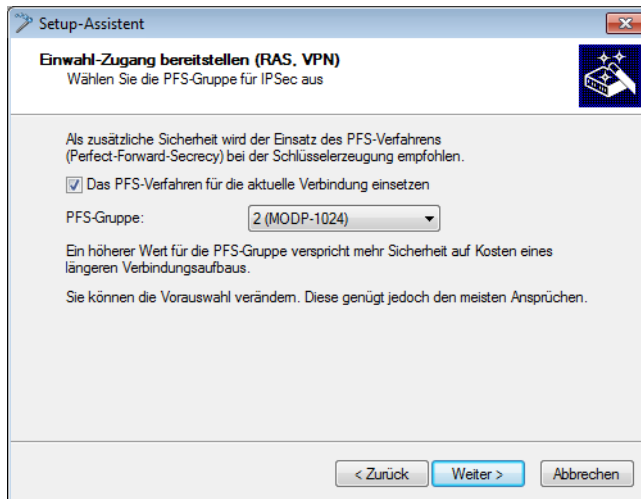 Setup-Assistent
Einwahl-Zugang bereitstellen (RAS, VPN)
Wählen Sie die PFS-Gruppe für IPSec aus
Als zusätzliche Sicherheit wird der Einsatz des PFS-Verfahrens
(Perfect-Forward-Secrecy) bei der Schlüsselerzeugung empfohlen.
Das PFS-Verfahren für die aktuelle Verbindung einsetzen
PFS-Gruppe: 2 (MODP-1024)
Ein höherer Wert für die PFS-Gruppe verspricht mehr Sicherheit auf Kosten eines
längeren Verbindungsaufbaus.
Sie können die Vorauswahl verändern. Diese genügt jedoch den meisten Ansprüchen.
< Zurück Weiter > Abbrechen